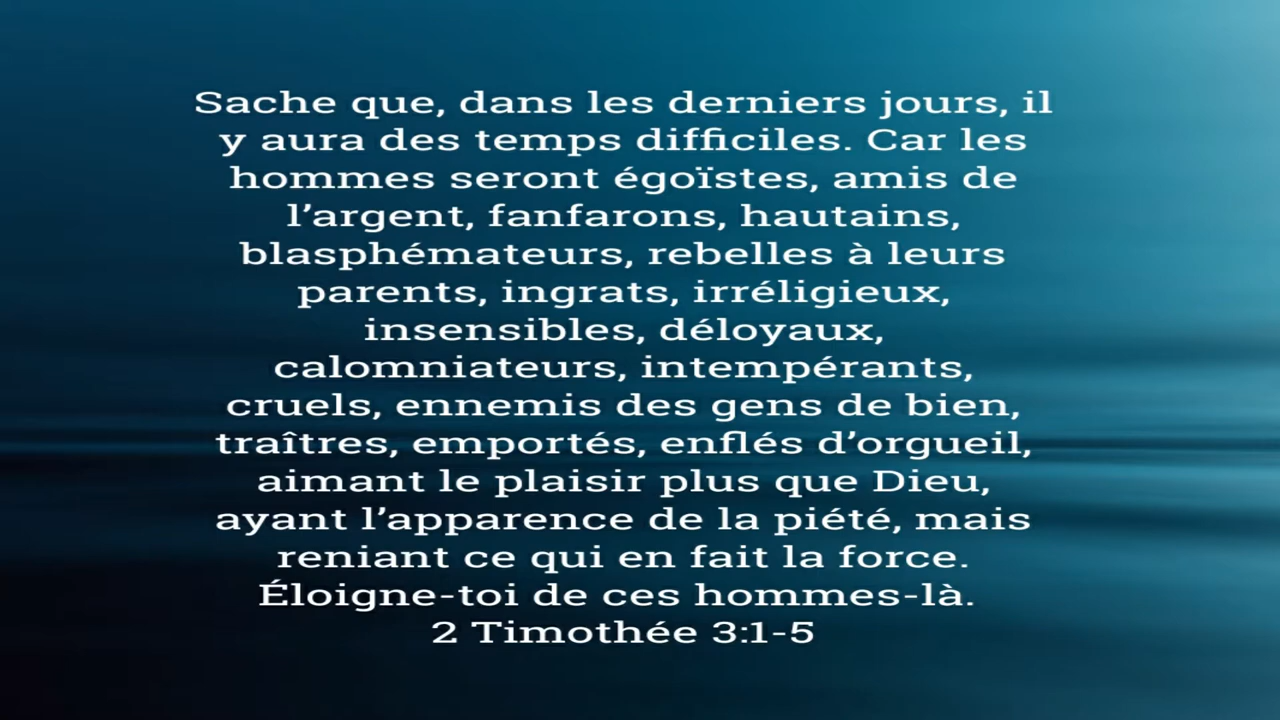 Sache que, dans les derniers jours, il
y aura des temps difficiles. Car les
hommes seront égoïstes, amis de
l’argent, fanfarons, hautains,
blasphémateurs, rebelles à leurs
parents, ingrats, irréligieux,
insensibles, déloyaux,
calomniateurs, intempérants,
cruels, ennemis des gens de bien,
traîtres, emportés, enflés d’orgueil,
aimant le plaisir plus que Dieu,
ayant l’apparence de la piété, mais
reniant ce qui en fait la force.
Éloigne-toi de ces hommes-là.
2 Timothée 3:1-5